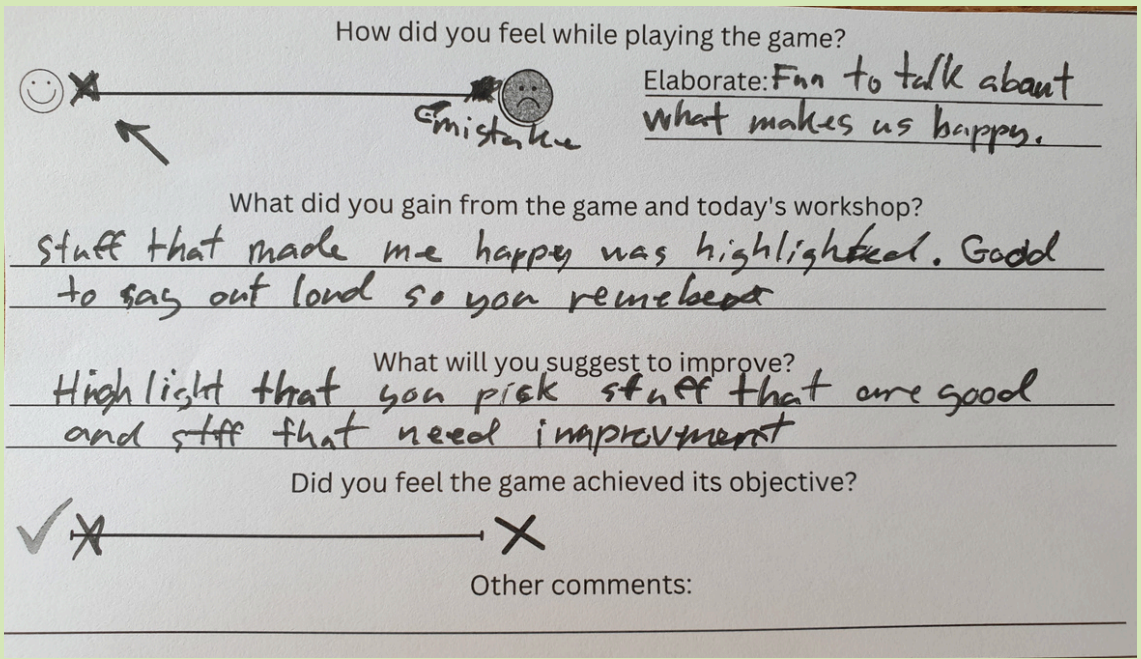 How did you feel while playing the game?
Elaborate: Fun to talk about
what makes us happy.
mistake
What did you gain from the game and today's workshop?
Stuff that made me happy was highlighted. Godd
to say out loud so you remeber
What will you suggest to improve?
Highlight that you pick stuff that are good
and stff that need improvment
Did you feel the game achieved its objective?
Other comments: